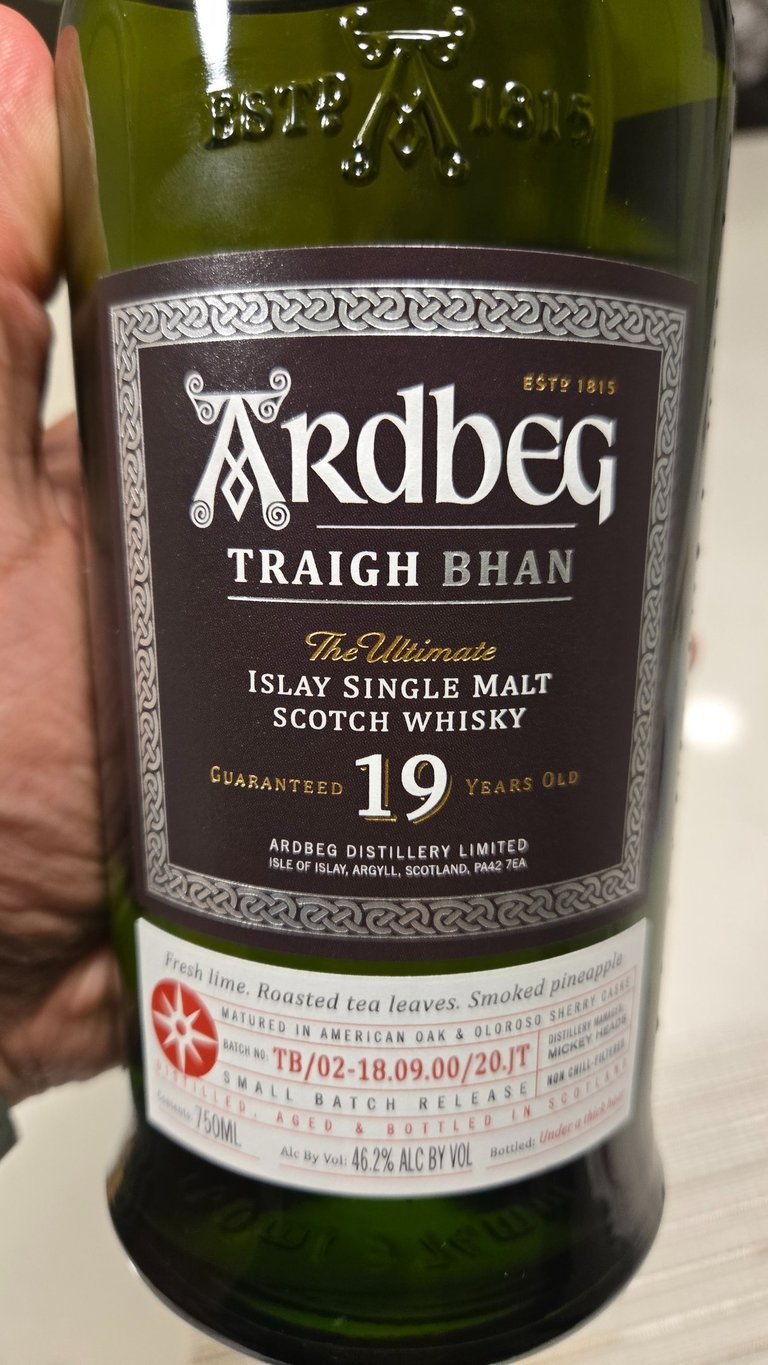 ESTD 1815
ESTD 1815
ARDBEG
TRAIGH BHAN
The Ultimate
ISLAY SINGLE MALT
SCOTCH WHISKY
GUARANTEED 19 YEARS OLD
ARDBEG DISTILLERY LIMITED
ISLE OF ISLAY, ARGYLL, SCOTLAND, PA42 7EA
Fresh lime. Roasted tea leaves. Smoked pineapple
MATURED IN AMERICAN OAK & OLOROSO SHERRY CASKS
BATCH NO: TB/02-18.09.00/20.JT
DISTILLERY MANAGER:
MICKEY HEADS
SMALL BATCH RELEASE
NON CHILL-FILTERED
DISTILLED, AGED & BOTTLED IN SCOTLAND
Contents: 750ML
Alc By Vol: 46.2% ALC BY VOL
Bottled: Under a thick haar